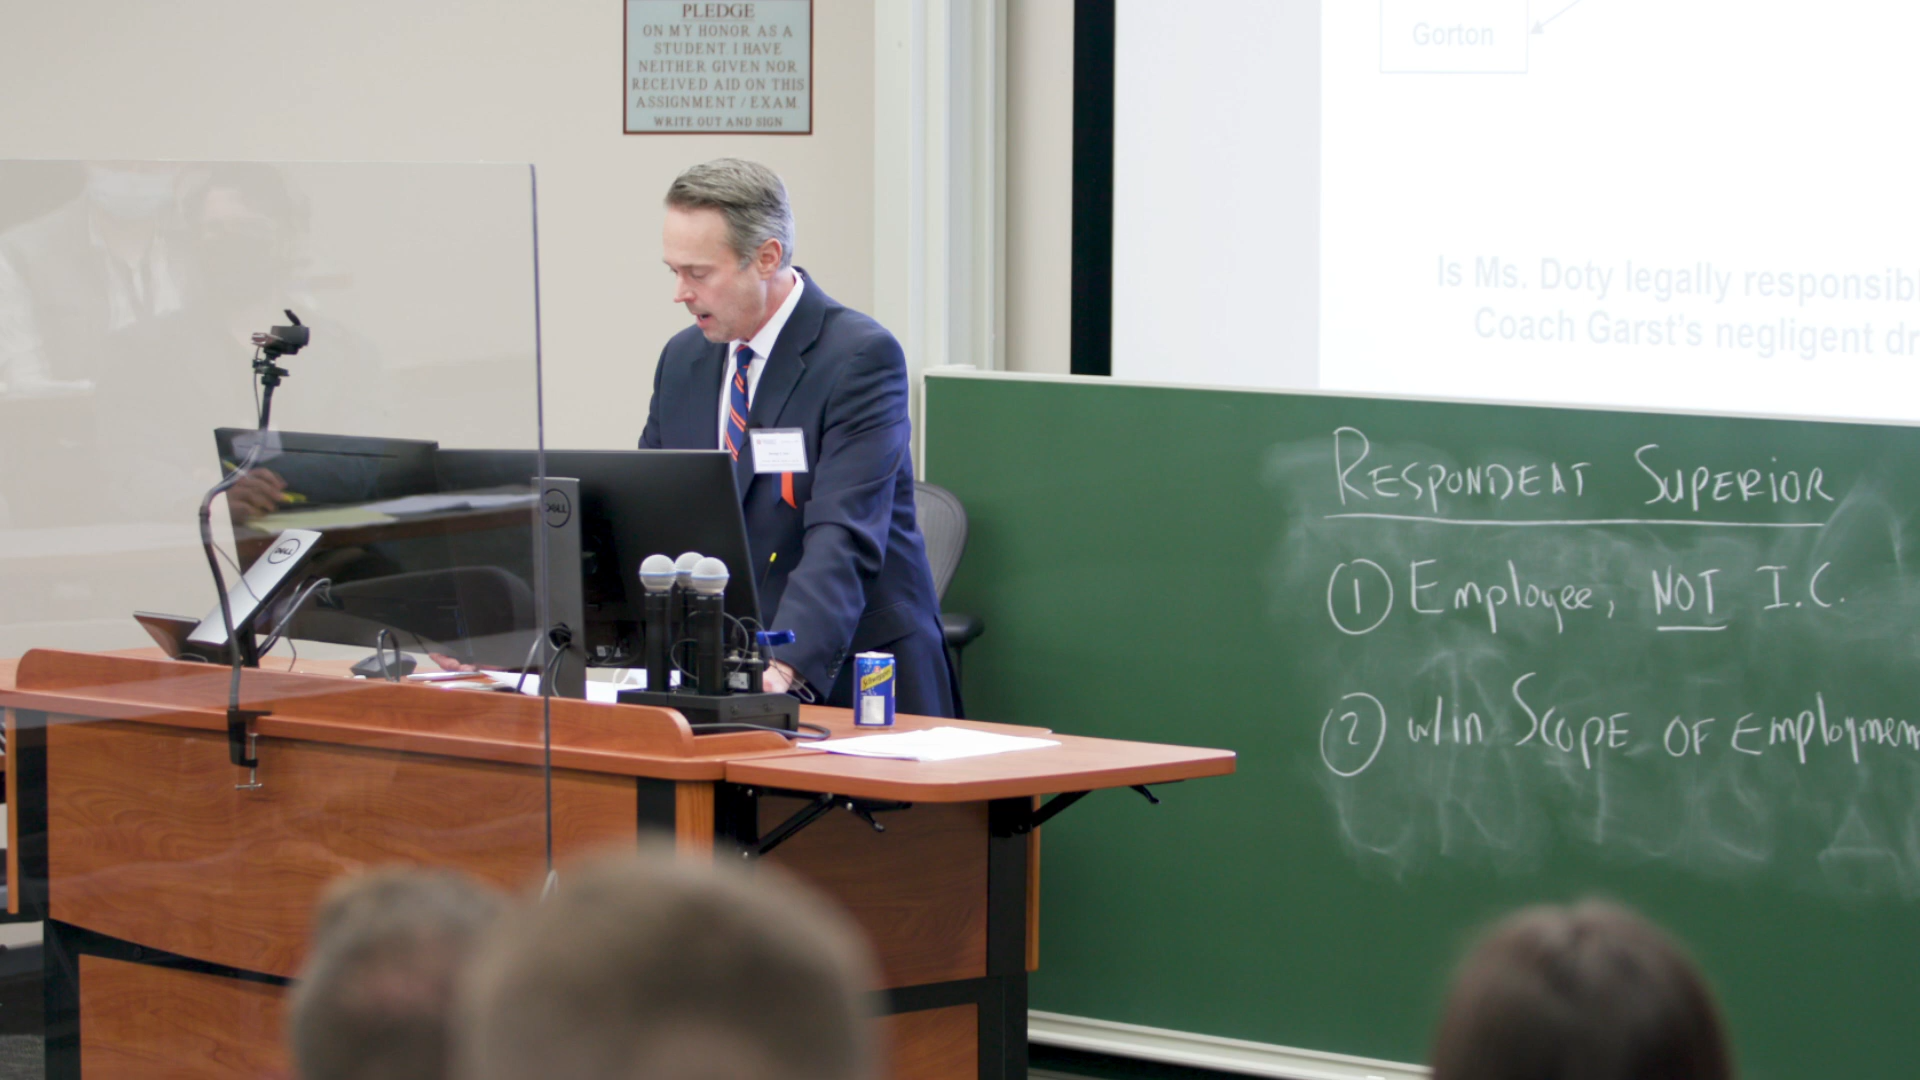 PLEDGE
ON MY HONOR AS A
STUDENT, I HAVE
NEITHER GIVEN NOR
RECEIVED AID ON THIS
ASSIGNMENT / EXAM.
WRITE OUT AND SIGN
Gorton
Is Ms. Doty legally responsibl
Coach Garst's negligent dr
RESPONDEAT SUPERIOR
① Employee, NOT I.C.
② w/in SCOPE OF Employmen
DELL
DELL
Schweppes